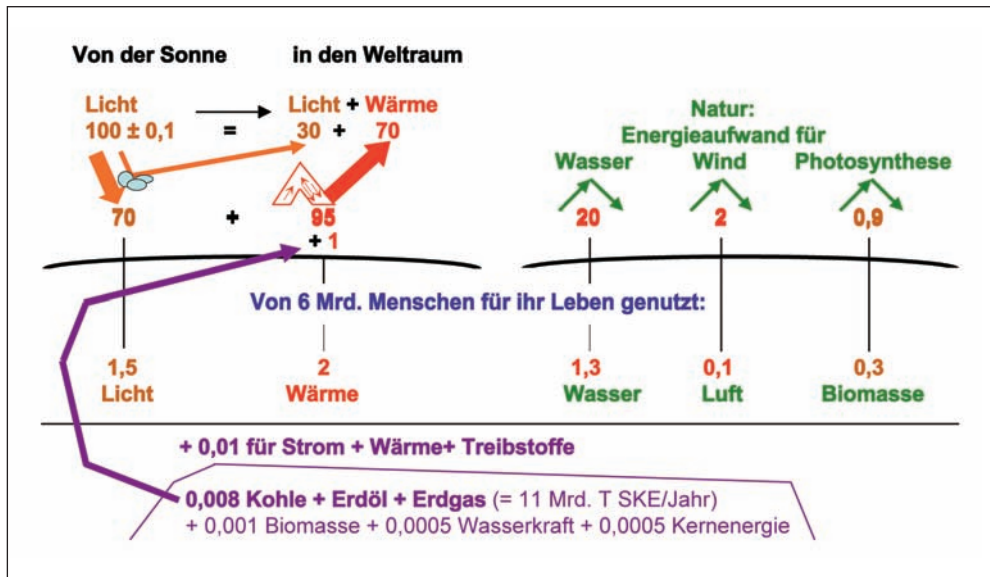 Von der Sonne in den Weltraum
Licht Licht + Wärme
100 ± 0,1 = 30 + 70
Natur:
Energieaufwand für
Wasser Wind Photosynthese
70 + 95 20 2 0,9
+ 1
Von 6 Mrd. Menschen für ihr Leben genutzt:
1,5 2 1,3 0,1 0,3
Licht Wärme Wasser Luft Biomasse
+ 0,01 für Strom + Wärme+ Treibstoffe
0,008 Kohle + Erdöl + Erdgas (= 11 Mrd. T SKE/Jahr)
+ 0,001 Biomasse + 0,0005 Wasserkraft + 0,0005 Kernenergie